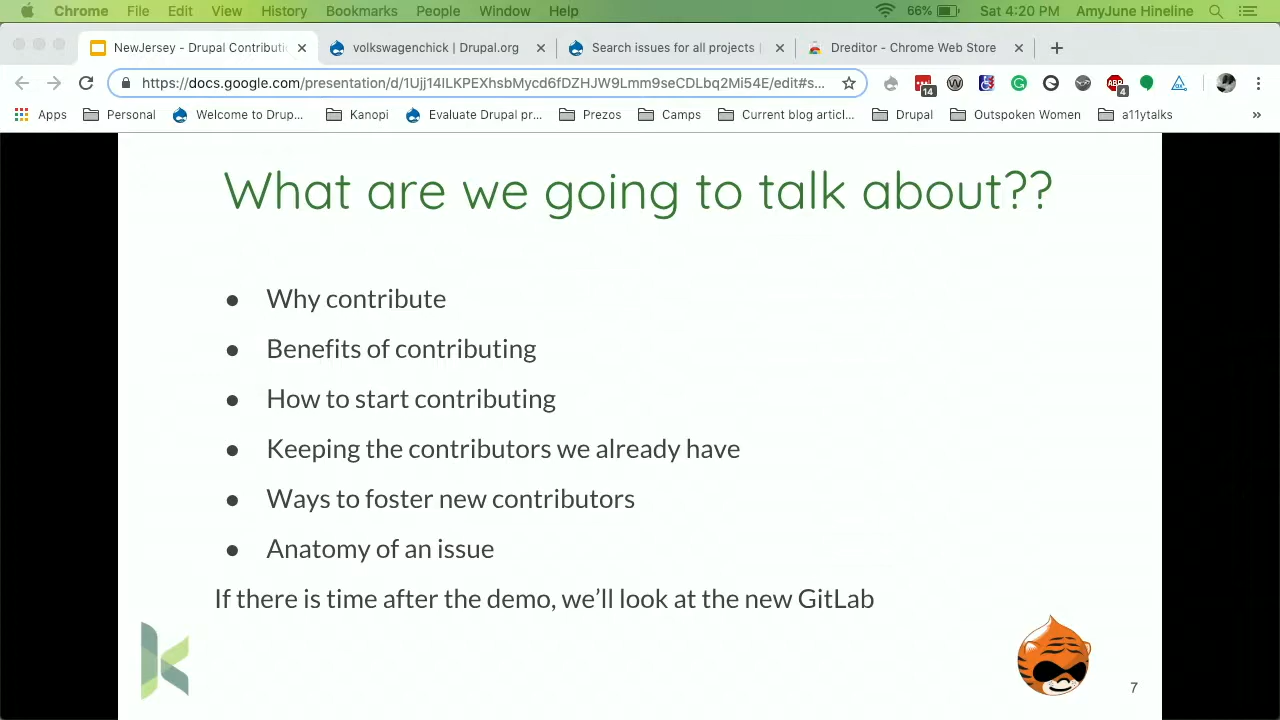 Chrome File Edit View History Bookmarks People Window Help 66% Sat 4:20 PM AmyJune Hineline
NewJersey - Drupal Contributi volkswagenchick | Drupal.org Search issues for all projects | Dreditor - Chrome Web Store
https://docs.google.com/presentation/d/1Ujj14lLKPEXhsbMycd6fDZHJW9Lmm9seCDLbq2Mi54E/edit#s... 14 ABP 4
Apps Personal Welcome to Drup... Kanopi Evaluate Drupal pr... Prezos Camps Current blog articl... Drupal Outspoken Women a11ytalks »
What are we going to talk about??
● Why contribute
● Benefits of contributing
● How to start contributing
● Keeping the contributors we already have
● Ways to foster new contributors
● Anatomy of an issue
If there is time after the demo, we'll look at the new GitLab
7